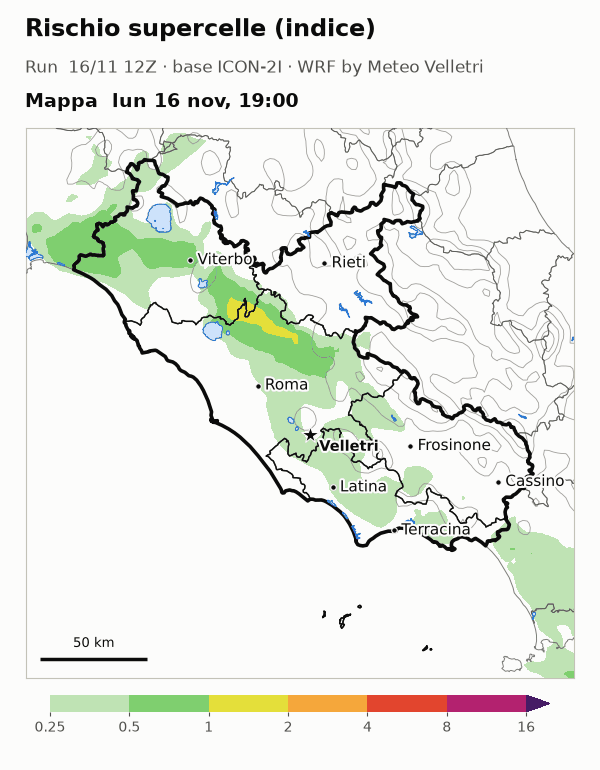 Rischio supercelle (indice)
Run  16/11 12Z · base ICON-2I · WRF by Meteo Velletri
Mappa  lun 16 nov, 19:00
Viterbo
Rieti
Roma
Velletri
Frosinone
Latina
Cassino
Terracina
50 km
0.25 0.5 1 2 4 8 16